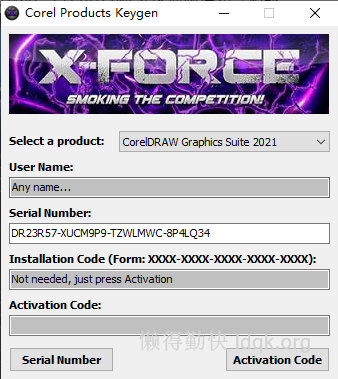 Corel Products Keygen
X-FORCE
SMOKING THE COMPETITION!
Select a product: CorelDRAW Graphics Suite 2021
User Name:
Any name...
Serial Number:
DR23R57-XUCM9P9-TZWLMWC-8P4LQ34
Installation Code (Form: XXXX-XXXX-XXXX-XXXX-XXXX):
Not needed, just press Activation
Activation Code:
懒得勤快 ldqk.org
Serial Number Activation Code